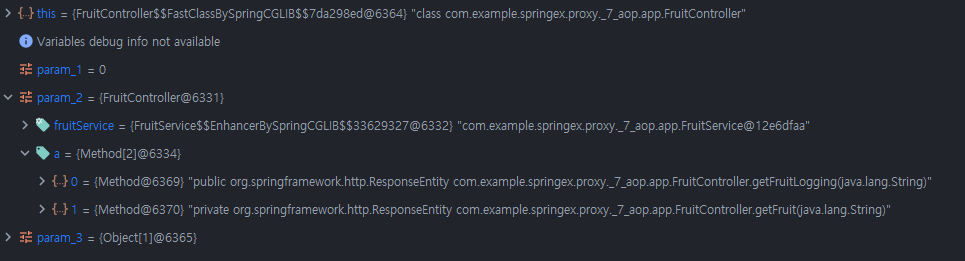 this = {FruitController$$FastClassBySpringCGLIB$$7da298ed@6364} "class com.example.springex.proxy._7_aop.app.FruitController"
Variables debug info not available
param_1 = 0
param_2 = {FruitController@6331}
fruitService = {FruitService$$EnhancerBySpringCGLIB$$33629327@6332} "com.example.springex.proxy._7_aop.app.FruitService@12e6dfaa"
a = {Method[2]@6334}
0 = {Method@6369} "public org.springframework.http.ResponseEntity com.example.springex.proxy._7_aop.app.FruitController.getFruitLogging(java.lang.String)"
1 = {Method@6370} "private org.springframework.http.ResponseEntity com.example.springex.proxy._7_aop.app.FruitController.getFruit(java.lang.String)"
param_3 = {Object[1]@6365}